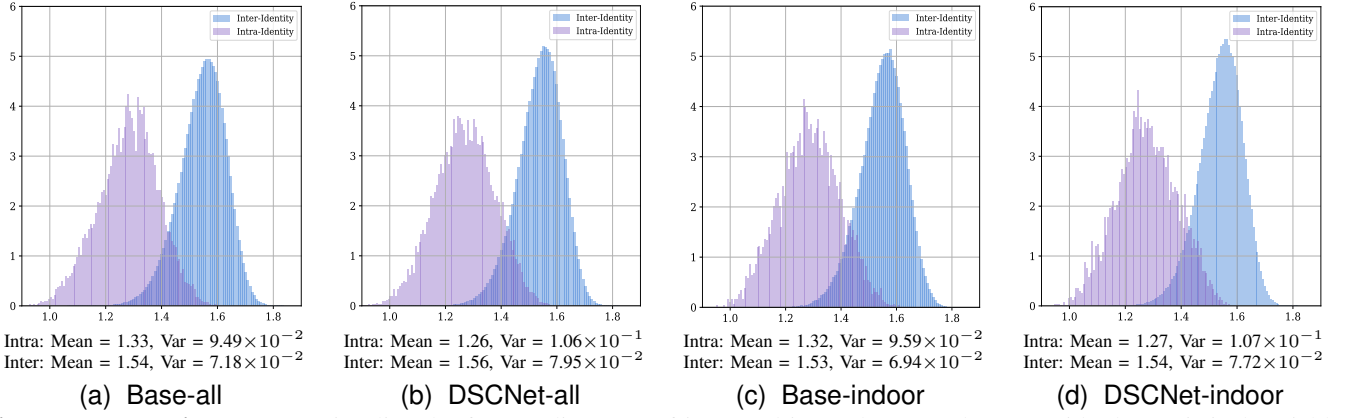 6
5
4
3
2
1
0
1.0 1.2 1.4 1.6 1.8
Inter-Identity
Intra-Identity
Intra: Mean = 1.33, Var = 9.49×10−2
Inter: Mean = 1.54, Var = 7.18×10−2
(a) Base-all
6
5
4
3
2
1
0
1.0 1.2 1.4 1.6 1.8
Inter-Identity
Intra-Identity
Intra: Mean = 1.26, Var = 1.06×10−1
Inter: Mean = 1.56, Var = 7.95×10−2
(b) DSCNet-all
6
5
4
3
2
1
0
1.0 1.2 1.4 1.6 1.8
Inter-Identity
Intra-Identity
Intra: Mean = 1.32, Var = 9.59×10−2
Inter: Mean = 1.53, Var = 6.94×10−2
(c) Base-indoor
6
5
4
3
2
1
0
1.0 1.2 1.4 1.6 1.8
Inter-Identity
Intra-Identity
Intra: Mean = 1.27, Var = 1.07×10−1
Inter: Mean = 1.54, Var = 7.72×10−2
(d) DSCNet-indoor